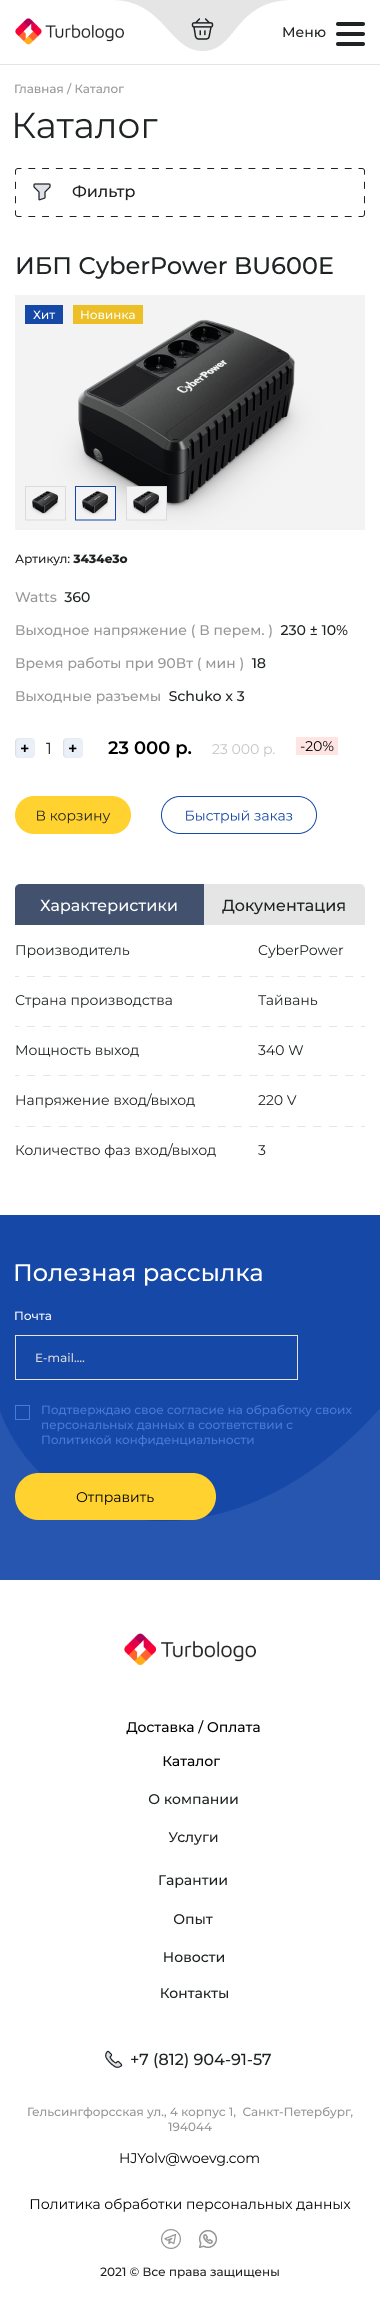 Turbologo
Меню
Главная / Каталог
Каталог
Фильтр
ИБП CyberPower BU600E
Хит Новинка
CyberPower
Артикул: 3434e3o
Watts 360
Выходное напряжение ( В перем. ) 230 ± 10%
Время работы при 90Вт ( мин ) 18
Выходные разъемы Schuko x 3
+ 1 + 23 000 р. 23 000 р. -20%
В корзину Быстрый заказ
Характеристики Документация
Производитель CyberPower
Страна производства Тайвань
Мощность выход 340 W
Напряжение вход/выход 220 V
Количество фаз вход/выход 3
Полезная рассылка
Почта
E-mail....
Подтверждаю свое согласие на обработку своих
персональных данных в соответствии с
Политикой конфиденциальности
Отправить
Turbologo
Доставка / Оплата
Каталог
О компании
Услуги
Гарантии
Опыт
Новости
Контакты
+7 (812) 904-91-57
Гельсингфорсская ул., 4 корпус 1, Санкт-Петербург,
194044
HJYolv@woevg.com
Политика обработки персональных данных
2021 © Все права защищены